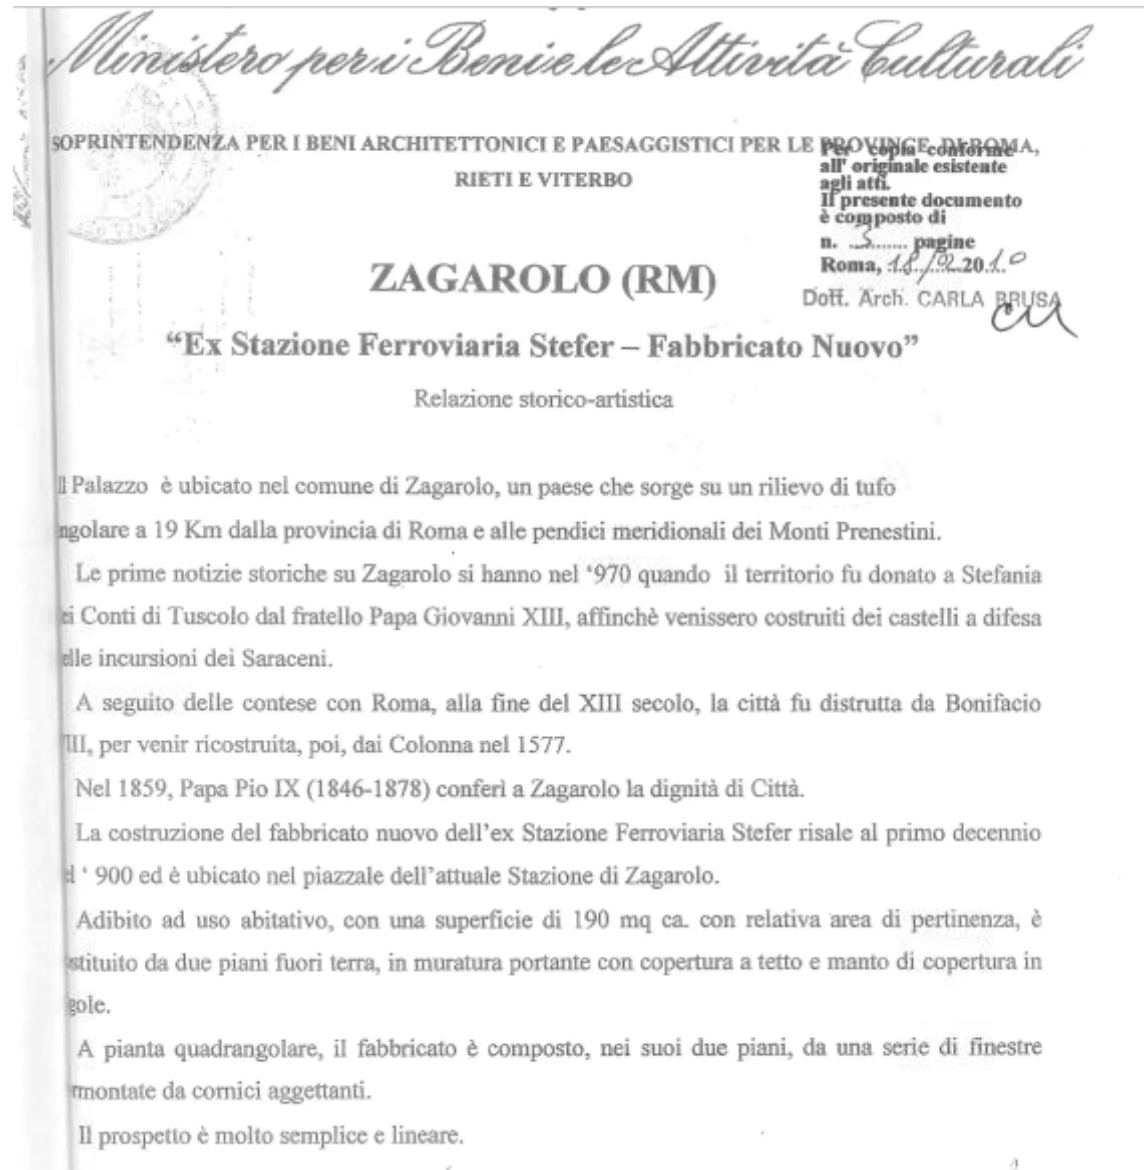 Ministero per i Beni e le Attività Culturali
SOPRINTENDENZA PER I BENI ARCHITETTONICI E PAESAGGISTICI PER LE PROVINCE DI ROMA,
RIETI E VITERBO
Per copia conforme
all' originale esistente
agli atti.
Il presente documento
è composto di
n. 3 pagine
Roma, 18/02 2010
Dott. Arch. CARLA BRUSA
ZAGAROLO (RM)
“Ex Stazione Ferroviaria Stefer – Fabbricato Nuovo”
Relazione storico-artistica
Il Palazzo è ubicato nel comune di Zagarolo, un paese che sorge su un rilievo di tufo
ngolare a 19 Km dalla provincia di Roma e alle pendici meridionali dei Monti Prenestini.
Le prime notizie storiche su Zagarolo si hanno nel ‘970 quando il territorio fu donato a Stefania
ei Conti di Tuscolo dal fratello Papa Giovanni XIII, affinchè venissero costruiti dei castelli a difesa
elle incursioni dei Saraceni.
A seguito delle contese con Roma, alla fine del XIII secolo, la città fu distrutta da Bonifacio
III, per venir ricostruita, poi, dai Colonna nel 1577.
Nel 1859, Papa Pio IX (1846-1878) conferì a Zagarolo la dignità di Città.
La costruzione del fabbricato nuovo dell’ex Stazione Ferroviaria Stefer risale al primo decennio
l ‘ 900 ed è ubicato nel piazzale dell’attuale Stazione di Zagarolo.
Adibito ad uso abitativo, con una superficie di 190 mq ca. con relativa area di pertinenza, è
stituito da due piani fuori terra, in muratura portante con copertura a tetto e manto di copertura in
gole.
A pianta quadrangolare, il fabbricato è composto, nei suoi due piani, da una serie di finestre
rmontate da cornici aggettanti.
Il prospetto è molto semplice e lineare.